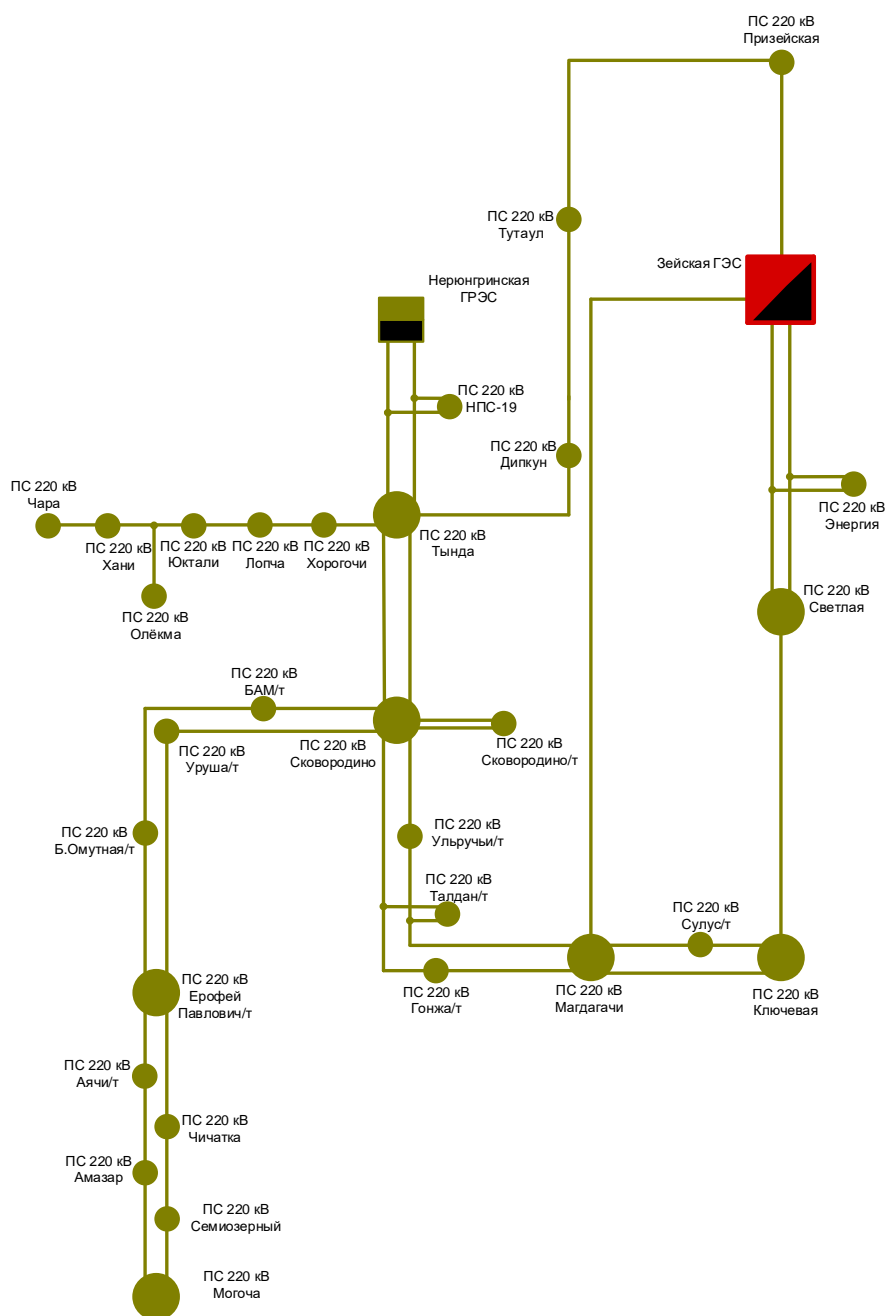 ПС 220 кВ
Призейская
ПС 220 кВ
Тутаул
Зейская ГЭС
Нерюнгринская
ГРЭС
ПС 220 кВ
НПС-19
ПС 220 кВ
Дипкун
ПС 220 кВ
Чара
ПС 220 кВ
Энергия
ПС 220 кВ
Хани
ПС 220 кВ
Юктали
ПС 220 кВ
Лопча
ПС 220 кВ
Хорогочи
ПС 220 кВ
Тында
ПС 220 кВ
Олёкма
ПС 220 кВ
Светлая
ПС 220 кВ
БАМ/т
ПС 220 кВ
Уруша/т
ПС 220 кВ
Сковородино
ПС 220 кВ
Сковородино/т
ПС 220 кВ
Б.Омутная/т
ПС 220 кВ
Ульручьи/т
ПС 220 кВ
Талдан/т
ПС 220 кВ
Сулус/т
ПС 220 кВ
Ерофей
Павлович/т
ПС 220 кВ
Гонжа/т
ПС 220 кВ
Магдагачи
ПС 220 кВ
Ключевая
ПС 220 кВ
Аячи/т
ПС 220 кВ
Чичатка
ПС 220 кВ
Амазар
ПС 220 кВ
Семиозерный
ПС 220 кВ
Могоча